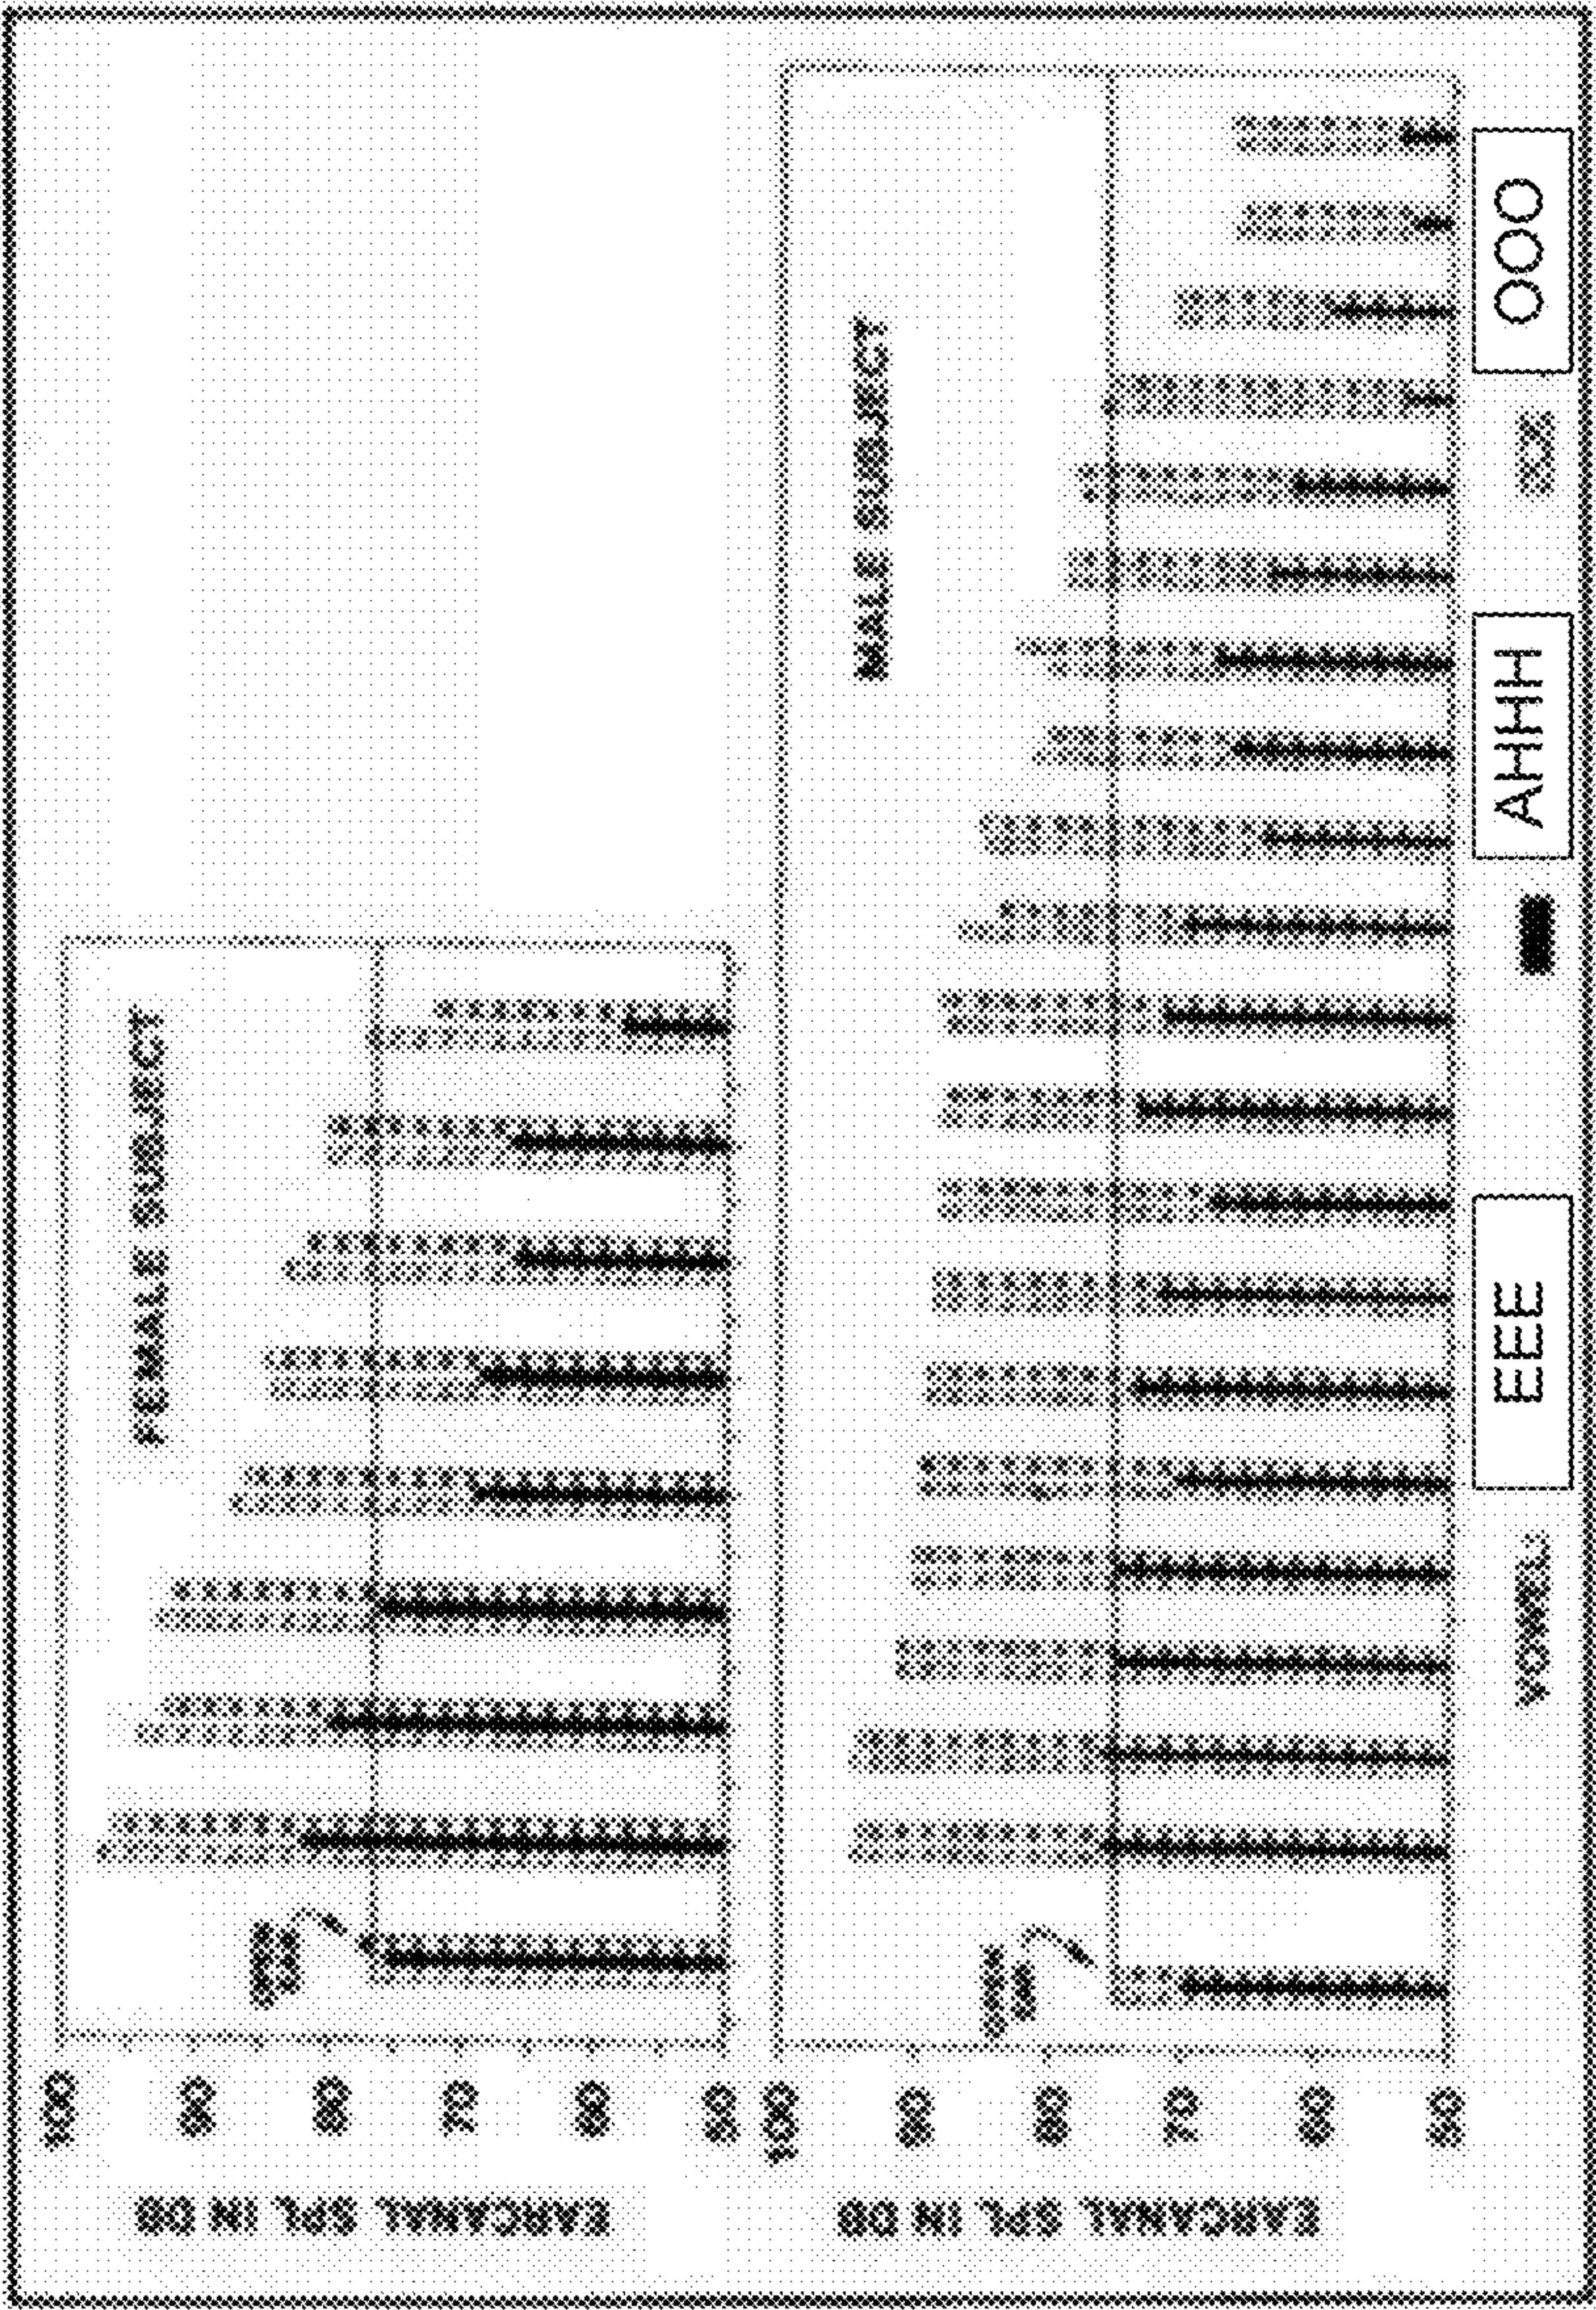 FEMALE SUBJECT
EARCANAL SPL IN DB
100
90
80
70
60
50
MALE SUBJECT
EARCANAL SPL IN DB
100
90
80
70
60
50
VOWEL:
EEE
AHHH
OOO